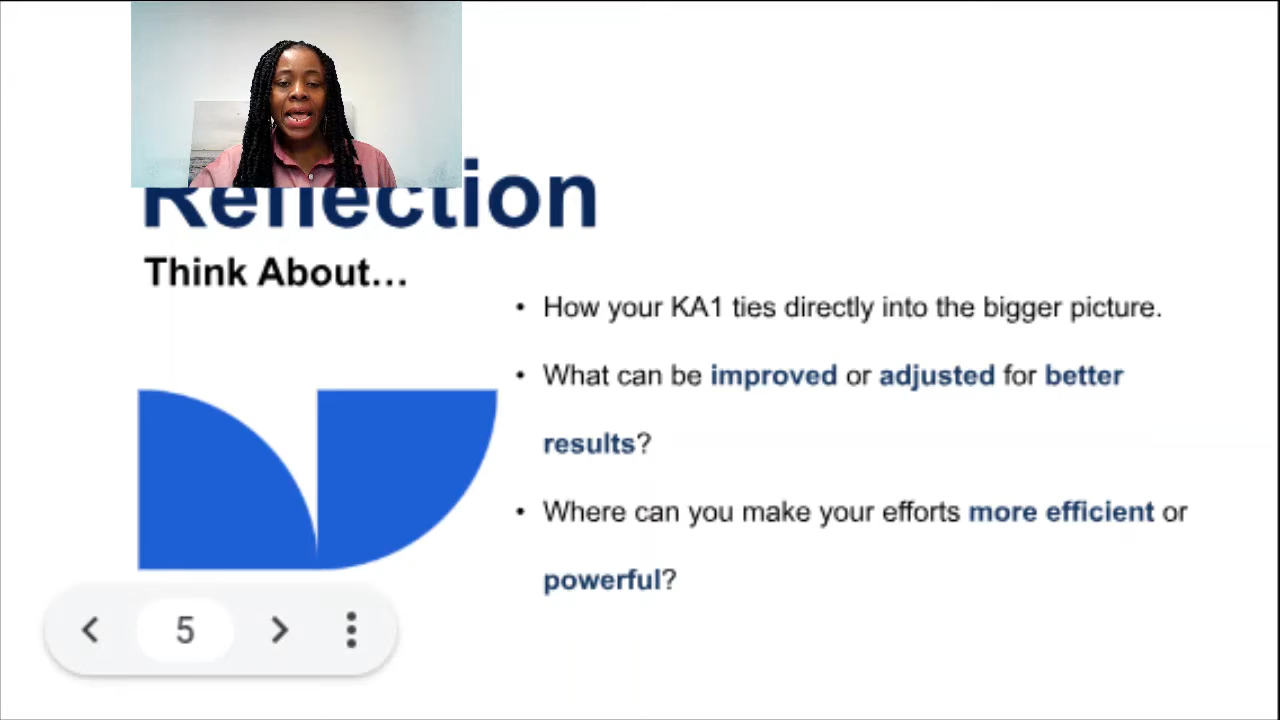 Reflection
Think About...
• How your KA1 ties directly into the bigger picture.
• What can be improved or adjusted for better
results?
• Where can you make your efforts more efficient or
powerful?
5